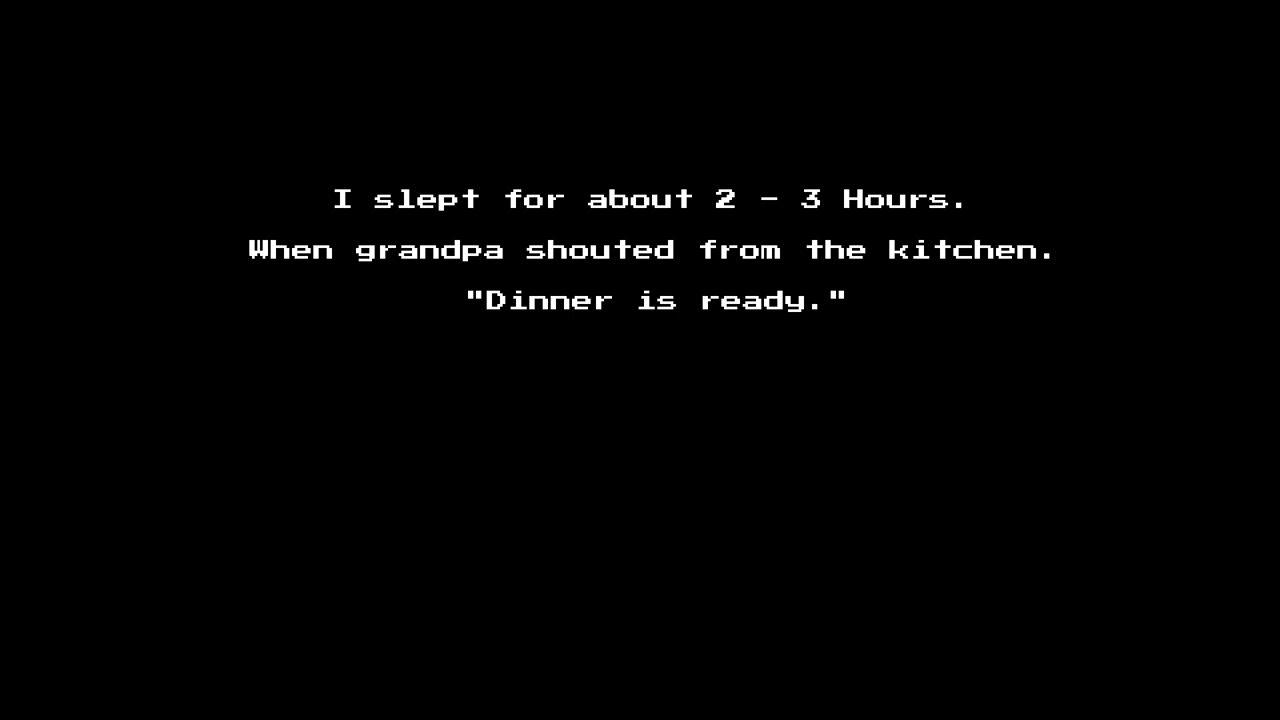 I slept for about 2 - 3 Hours.
When grandpa shouted from the kitchen.
"Dinner is ready."